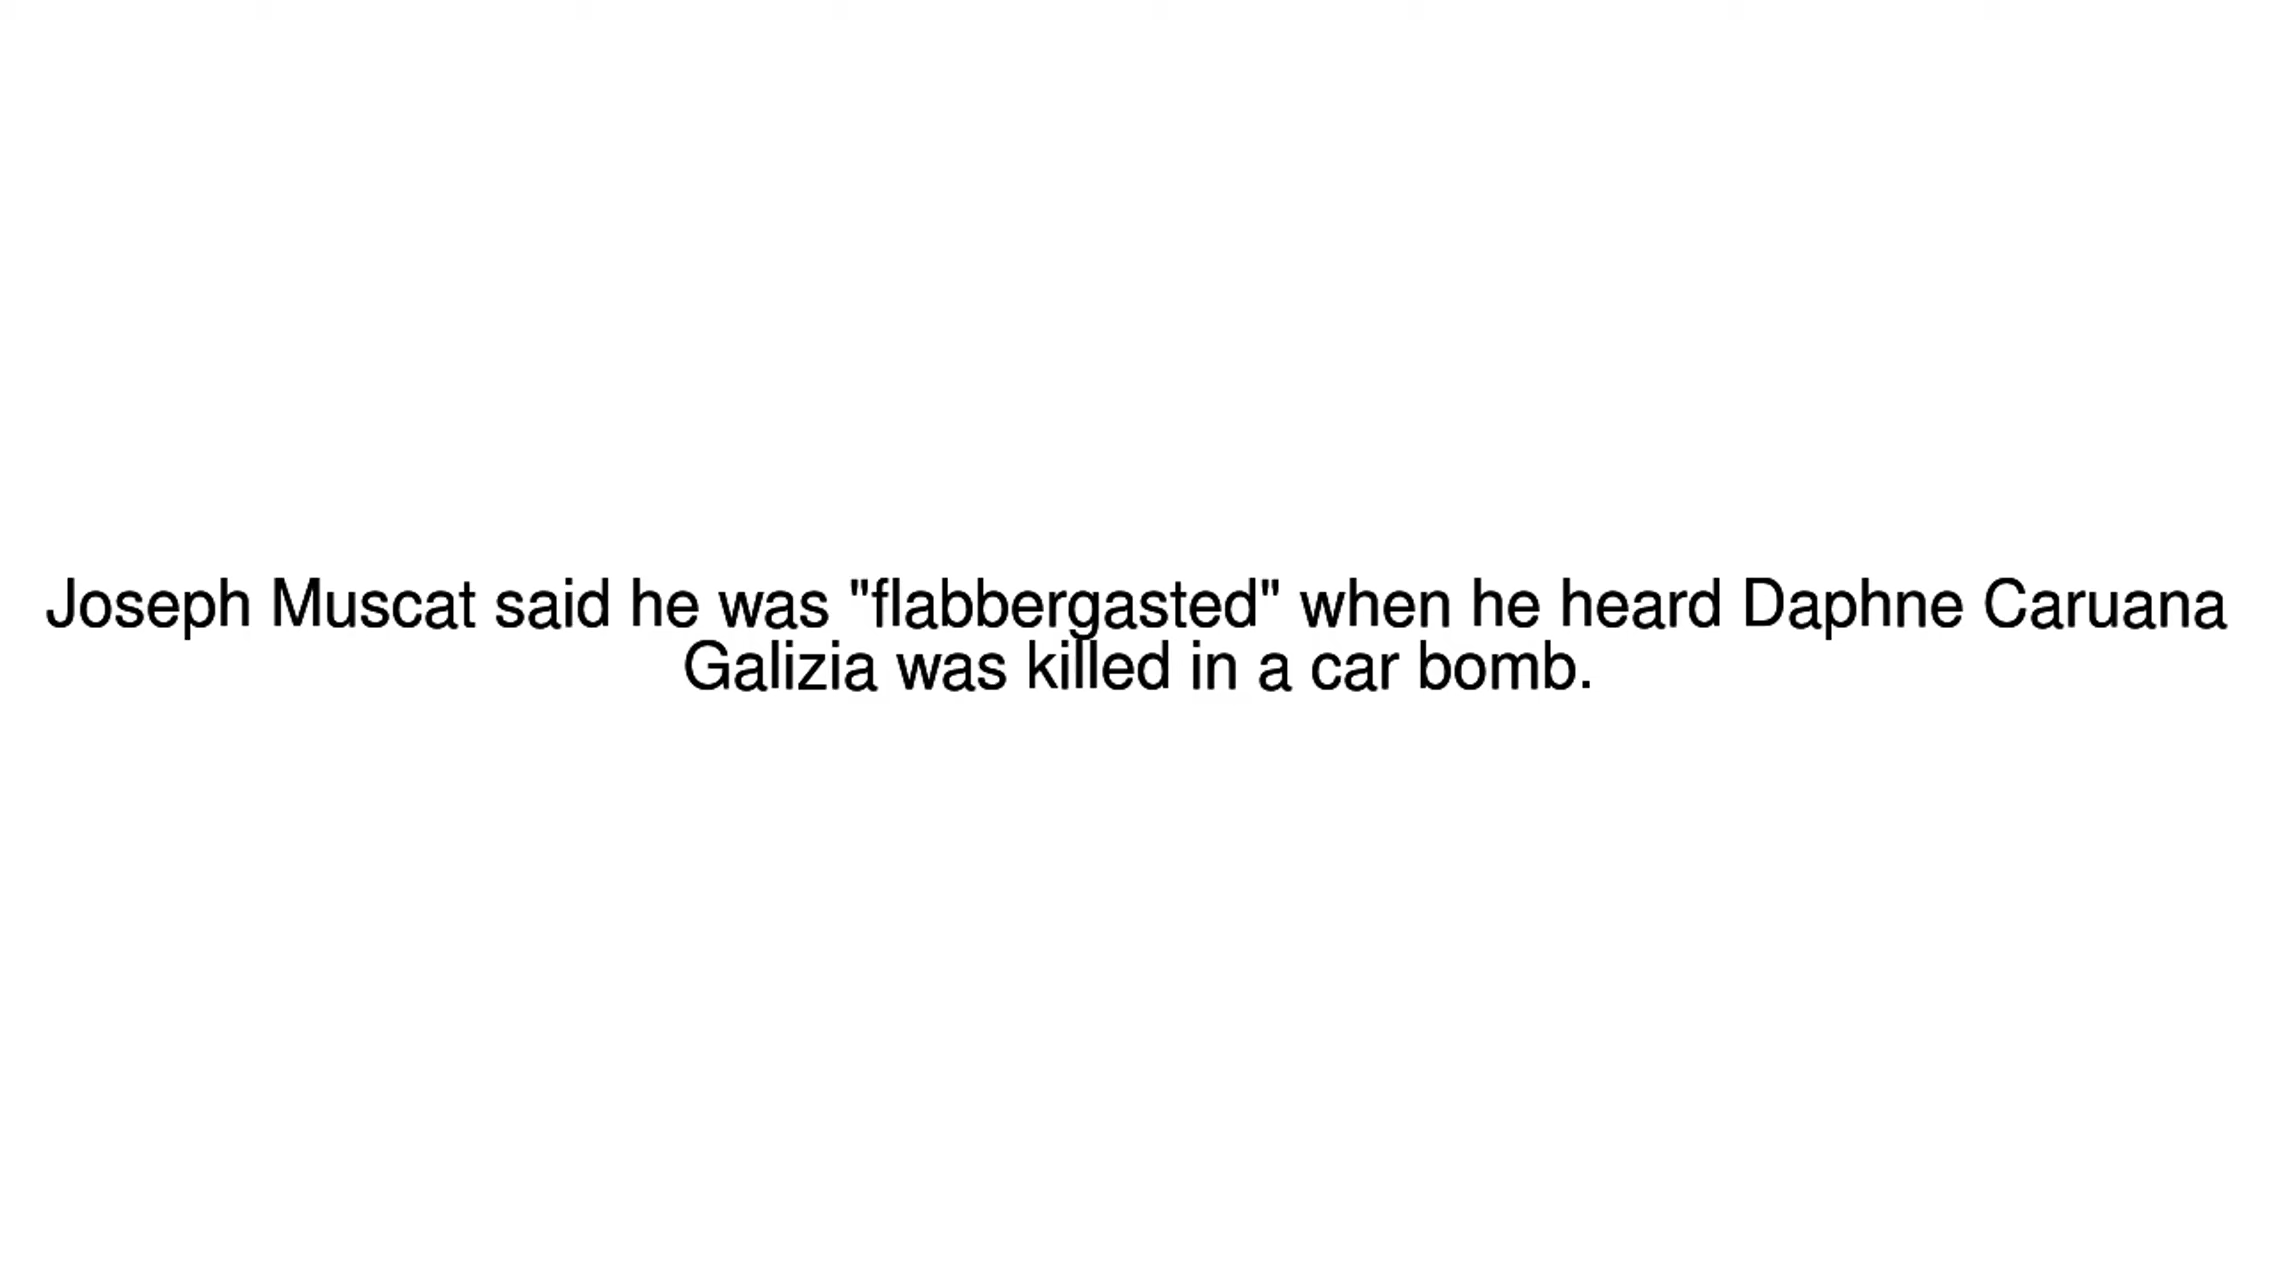 Joseph Muscat said he was "flabbergasted" when he heard Daphne Caruana
Galizia was killed in a car bomb.